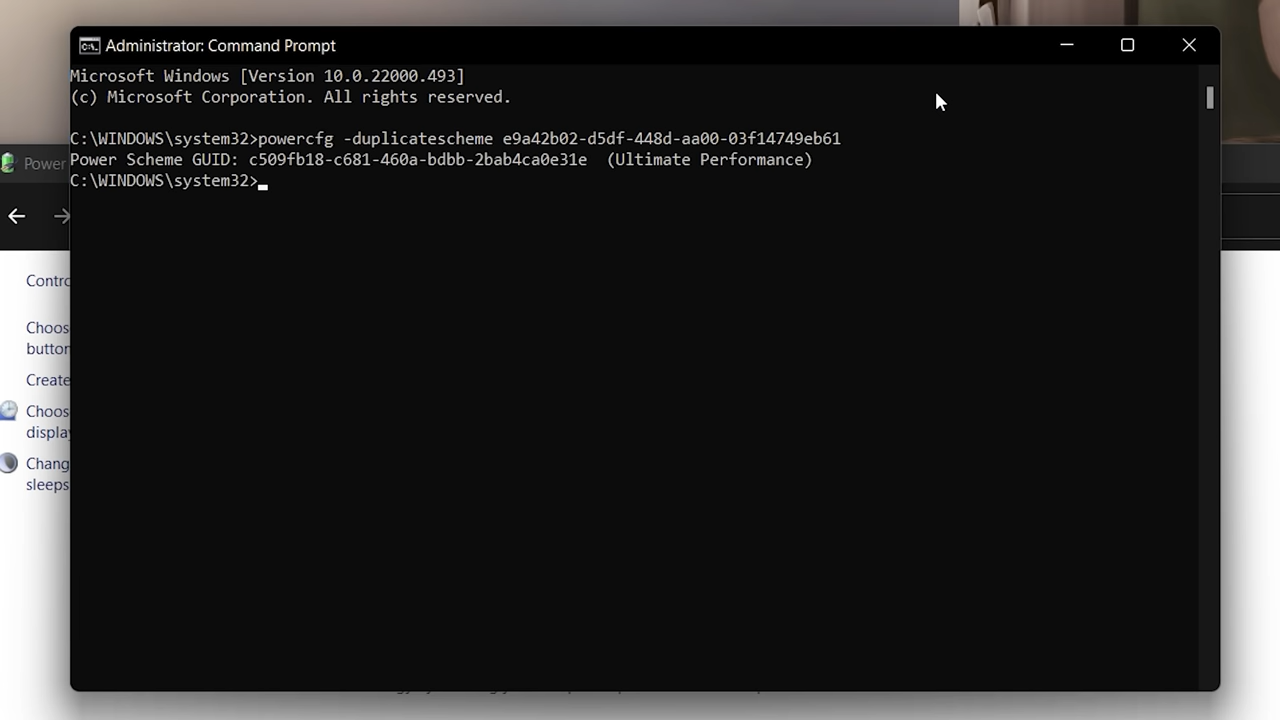 Administrator: Command Prompt
Microsoft Windows [Version 10.0.22000.493]
(c) Microsoft Corporation. All rights reserved.
C:\WINDOWS\system32>powercfg -duplicatescheme e9a42b02-d5df-448d-aa00-03f14749eb61
Power Scheme GUID: c509fb18-c681-460a-bdbb-2bab4ca0e31e  (Ultimate Performance)
C:\WINDOWS\system32>
Power
Contro
Choos
button
Create
Choos
display
Chang
sleeps